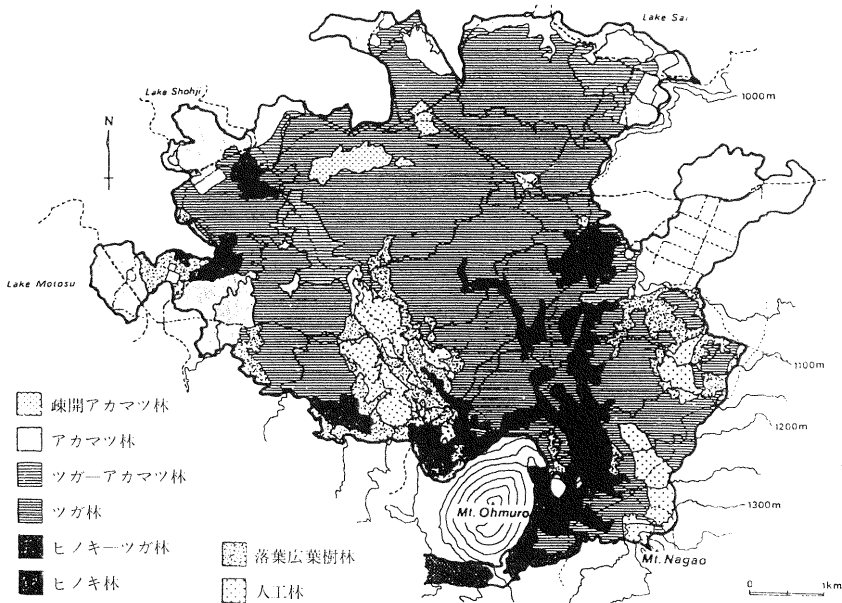 Lake Sai
1000m
Lake Shohji
N
Lake Motosu
1100m
1200m
1300m
Mt. Ohmuro
Mt. Nagao
0 1km
疎開アカマツ林
アカマツ林
ツガ—アカマツ林
ツガ林
ヒノキ—ツガ林
ヒノキ林
落葉広葉樹林
人工林